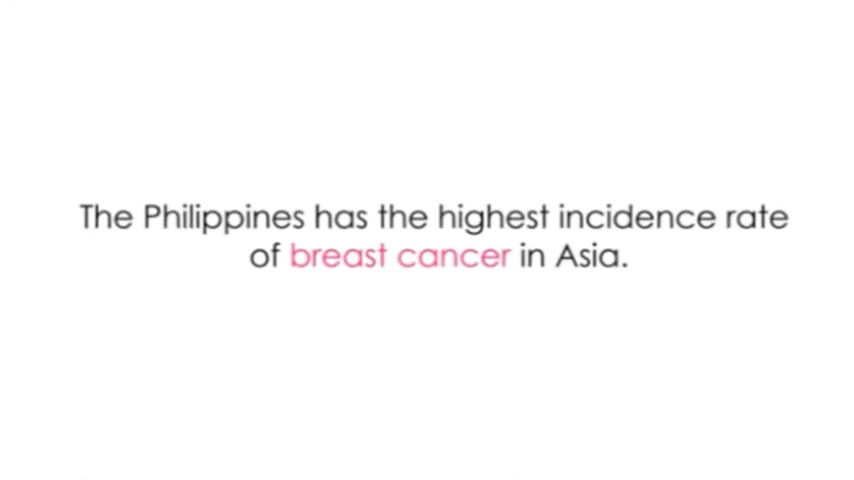 The Philippines has the highest incidence rate
of breast cancer in Asia.